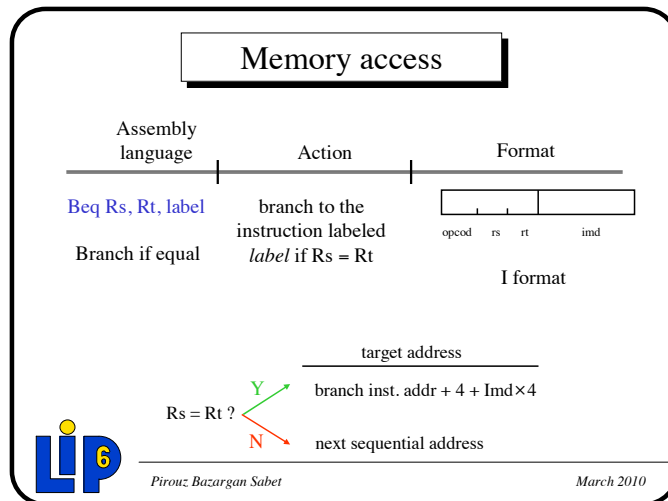 Memory access
Assembly
language
Action
Format
Beq Rs, Rt, label
Branch if equal
branch to the
instruction labeled
label if Rs = Rt
opcod rs rt imd
I format
target address
Rs = Rt ?
Y
branch inst. addr + 4 + Imd×4
N
next sequential address
LIP6
Pirouz Bazargan Sabet
March 2010